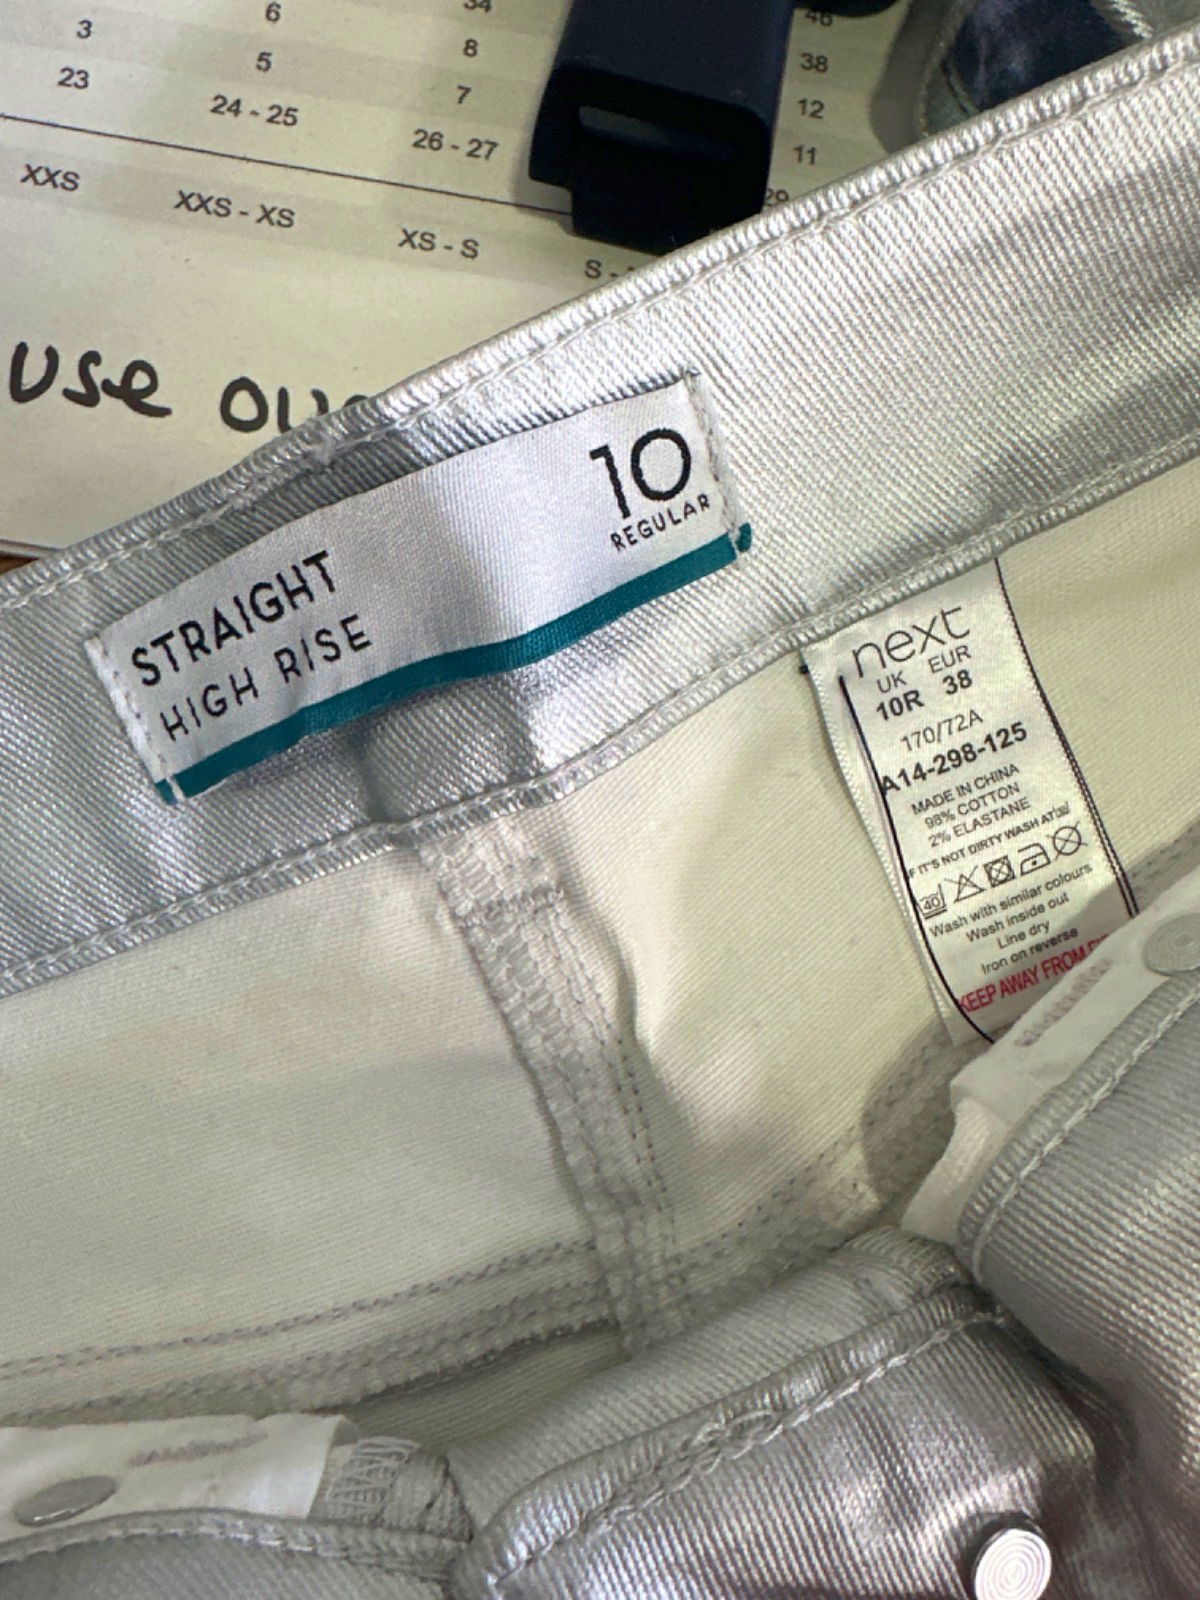 6 34 46
3 5 8 38
23 24 - 25 7 12
26 - 27 11
XXS XXS - XS XS - S S -
use
10
REGULAR
STRAIGHT
HIGH RISE
next
UK EUR
10R 38
170/72A
A14-298-125
MADE IN CHINA
98% COTTON
2% ELASTANE
IF IT'S NOT DIRTY WASH AT 30
40
Wash with similar colours
Wash inside out
Line dry
Iron on reverse
KEEP AWAY FROM